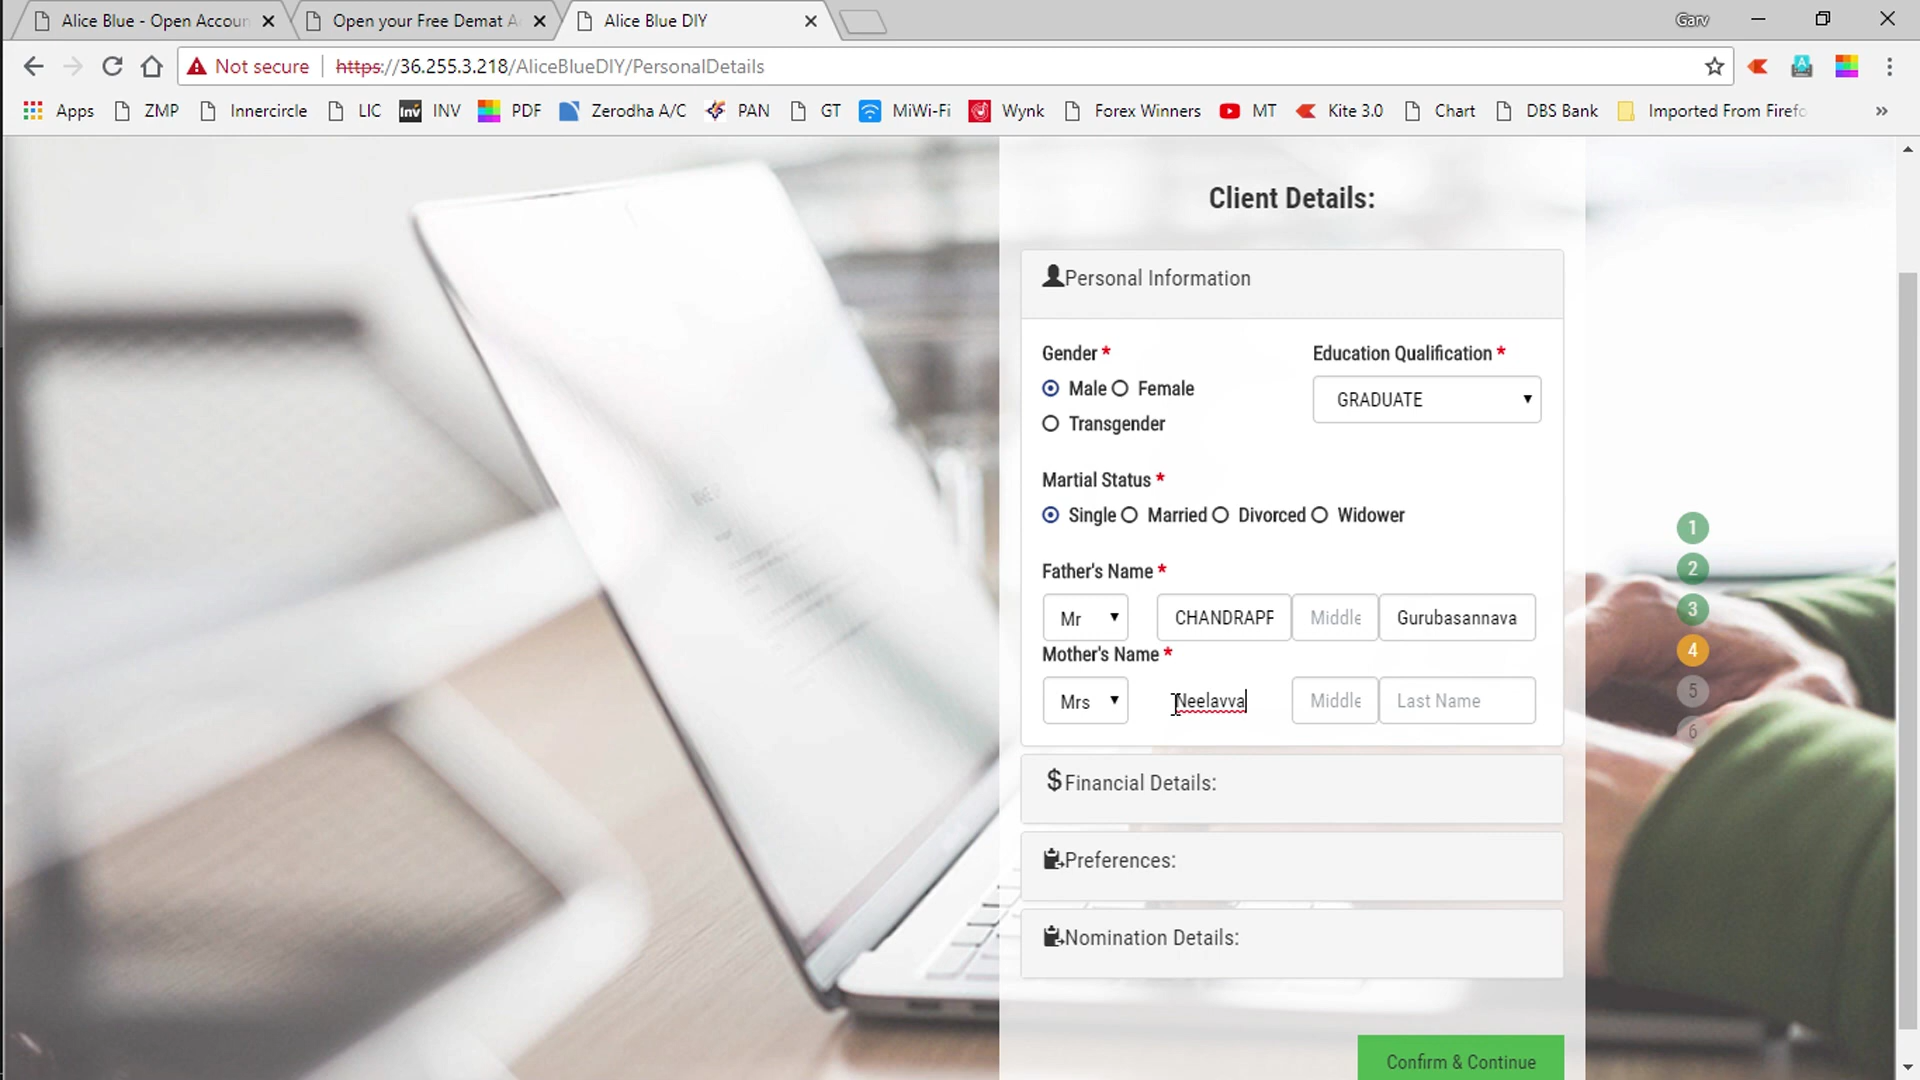 Alice Blue - Open Accoun
Open your Free Demat A
Alice Blue DIY
Garv
Not secure https://36.255.3.218/AliceBlueDIY/PersonalDetails
Apps ZMP Innercircle LIC INV PDF Zerodha A/C PAN GT MiWi-Fi Wynk Forex Winners MT Kite 3.0 Chart DBS Bank Imported From Firefo »
Client Details:
Personal Information
Gender * Education Qualification *
Male Female GRADUATE
Transgender
Martial Status *
Single Married Divorced Widower
Father's Name *
Mr CHANDRAPF Middle Gurubasannava
Mother's Name *
Mrs Neelavva Middle Last Name
$Financial Details:
Preferences:
Nomination Details:
Confirm & Continue
1
2
3
4
5
6